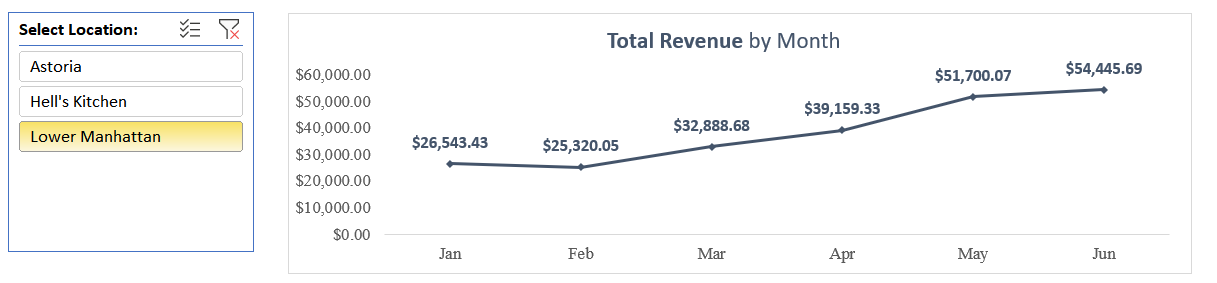 Select Location:
Astoria
Hell's Kitchen
Lower Manhattan
Total Revenue by Month
$60,000.00
$50,000.00
$40,000.00
$30,000.00
$20,000.00
$10,000.00
$0.00
$26,543.43
$25,320.05
$32,888.68
$39,159.33
$51,700.07
$54,445.69
Jan Feb Mar Apr May Jun